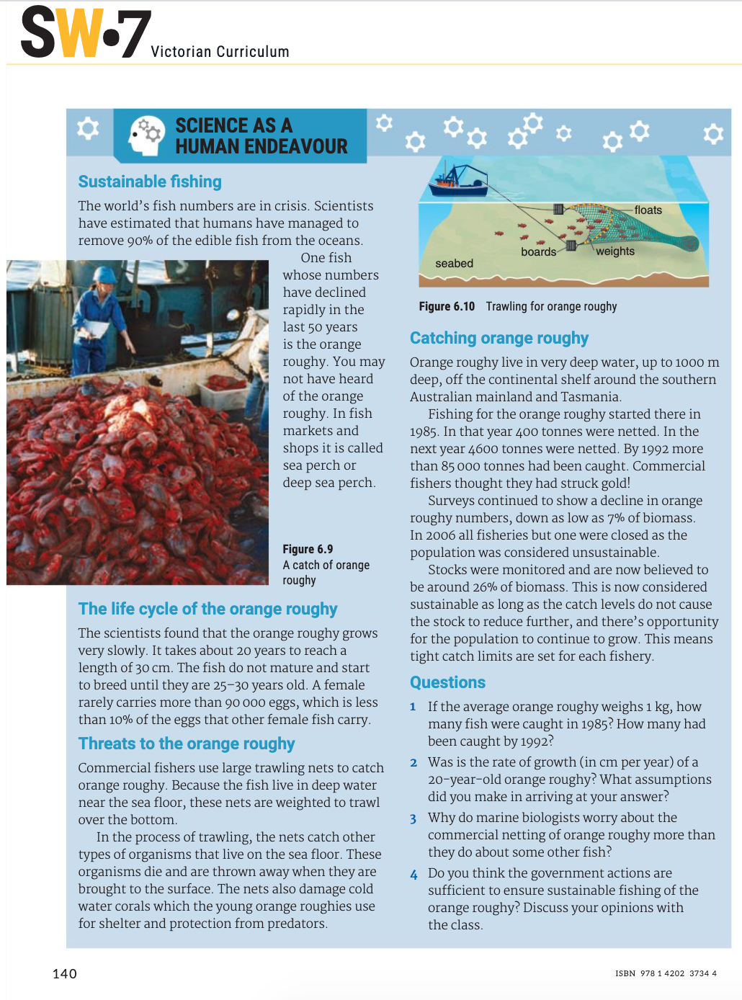 SW•7
Victorian Curriculum
SCIENCE AS A
HUMAN ENDEAVOUR
Sustainable fishing
The world’s fish numbers are in crisis. Scientists
have estimated that humans have managed to
remove 90% of the edible fish from the oceans.
One fish
whose numbers
have declined
rapidly in the
last 50 years
is the orange
roughy. You may
not have heard
of the orange
roughy. In fish
markets and
shops it is called
sea perch or
deep sea perch.
Figure 6.9
A catch of orange
roughy
The life cycle of the orange roughy
The scientists found that the orange roughy grows
very slowly. It takes about 20 years to reach a
length of 30 cm. The fish do not mature and start
to breed until they are 25–30 years old. A female
rarely carries more than 90 000 eggs, which is less
than 10% of the eggs that other female fish carry.
Threats to the orange roughy
Commercial fishers use large trawling nets to catch
orange roughy. Because the fish live in deep water
near the sea floor, these nets are weighted to trawl
over the bottom.
In the process of trawling, the nets catch other
types of organisms that live on the sea floor. These
organisms die and are thrown away when they are
brought to the surface. The nets also damage cold
water corals which the young orange roughies use
for shelter and protection from predators.
floats
boards
weights
seabed
Figure 6.10 Trawling for orange roughy
Catching orange roughy
Orange roughy live in very deep water, up to 1000 m
deep, off the continental shelf around the southern
Australian mainland and Tasmania.
Fishing for the orange roughy started there in
1985. In that year 400 tonnes were netted. In the
next year 4600 tonnes were netted. By 1992 more
than 85 000 tonnes had been caught. Commercial
fishers thought they had struck gold!
Surveys continued to show a decline in orange
roughy numbers, down as low as 7% of biomass.
In 2006 all fisheries but one were closed as the
population was considered unsustainable.
Stocks were monitored and are now believed to
be around 26% of biomass. This is now considered
sustainable as long as the catch levels do not cause
the stock to reduce further, and there’s opportunity
for the population to continue to grow. This means
tight catch limits are set for each fishery.
Questions
1 If the average orange roughy weighs 1 kg, how
many fish were caught in 1985? How many had
been caught by 1992?
2 Was is the rate of growth (in cm per year) of a
20-year-old orange roughy? What assumptions
did you make in arriving at your answer?
3 Why do marine biologists worry about the
commercial netting of orange roughy more than
they do about some other fish?
4 Do you think the government actions are
sufficient to ensure sustainable fishing of the
orange roughy? Discuss your opinions with
the class.
140
ISBN 978 1 4202 3734 4